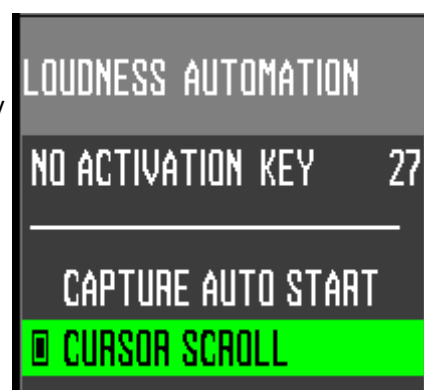 LOUDNESS AUTOMATION
NO ACTIVATION KEY 27
CAPTURE AUTO START
CURSOR SCROLL